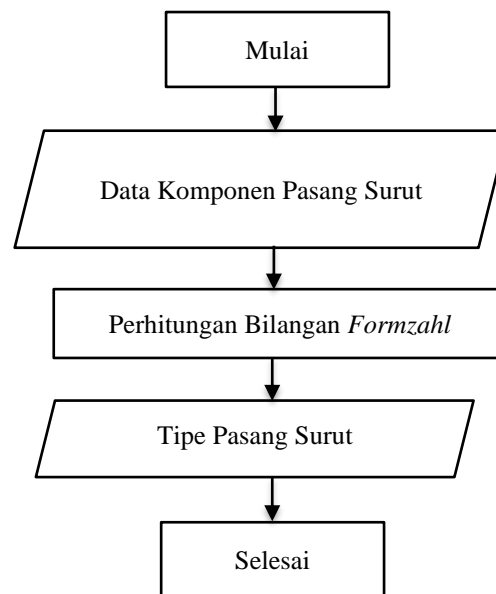 Mulai
Data Komponen Pasang Surut
Perhitungan Bilangan Formzahl
Tipe Pasang Surut
Selesai